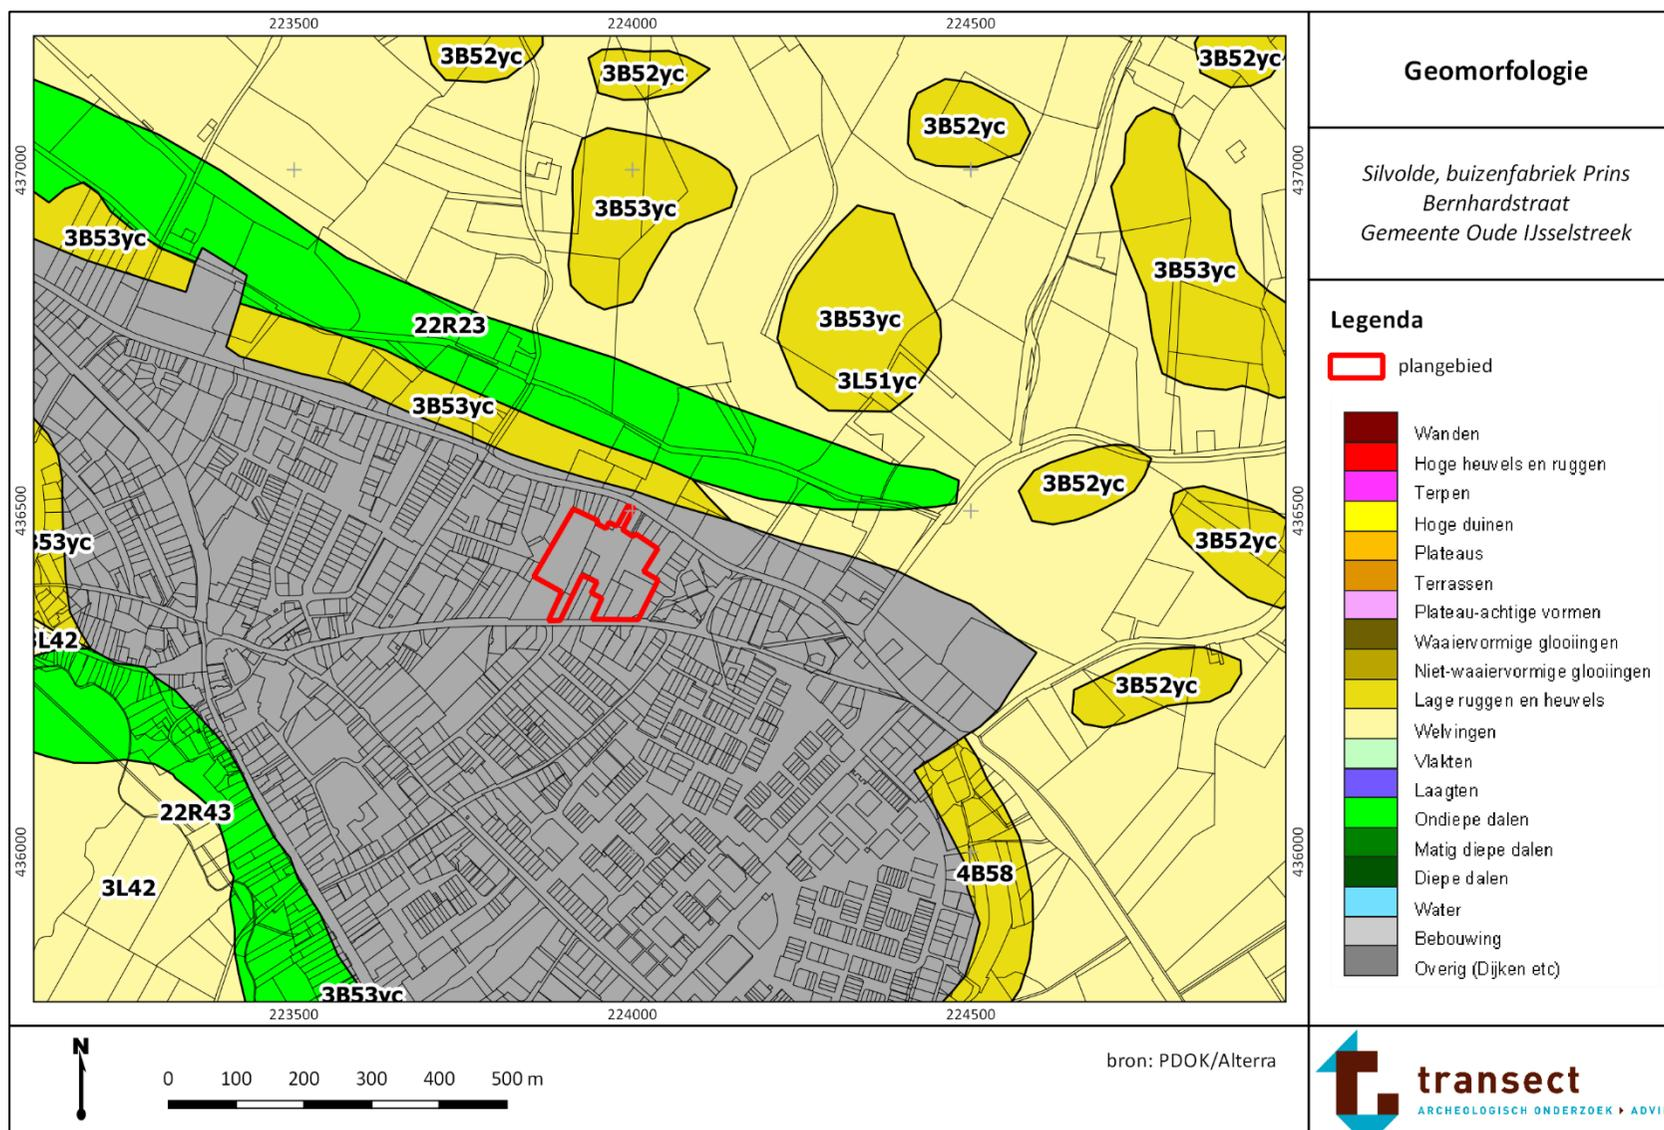 223500
224000
224500
437000
436500
436000
437000
436500
436000
3B52yc
3B52yc
3B52yc
3B52yc
3B53yc
3B53yc
3B53yc
3B53yc
22R23
3L51yc
3B53yc
3B52yc
3B52yc
3B53yc
3L42
3B52yc
22R43
3L42
4B58
3B53yc
223500
224000
224500
N
0 100 200 300 400 500 m
bron: PDOK/Alterra
Geomorfologie
Silvolde, buizenfabriek Prins
Bernhardstraat
Gemeente Oude IJsselstreek
Legenda
plangebied
Wanden
Hoge heuvels en ruggen
Terpen
Hoge duinen
Plateaus
Terrassen
Plateau-achtige vormen
Waaiervormige glooiingen
Niet-waaiervormige glooiingen
Lage ruggen en heuvels
Welvingen
Vlakten
Laagten
Ondiepe dalen
Matig diepe dalen
Diepe dalen
Water
Bebouwing
Overig (Dijken etc)
transect
ARCHEOLOGISCH ONDERZOEK ▸ ADVI